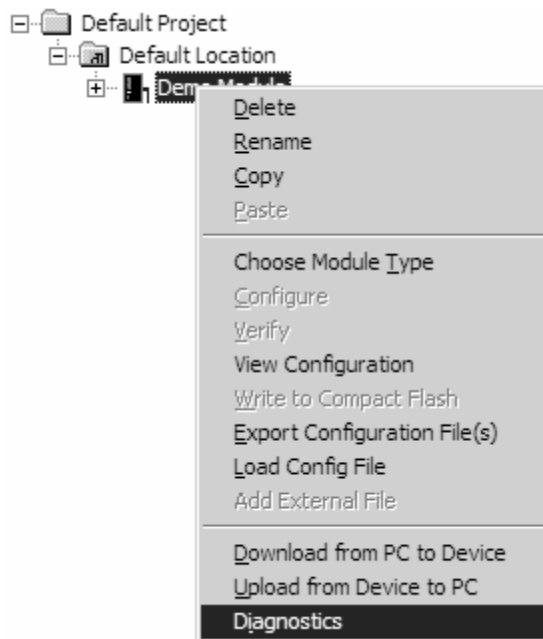 Default Project
Default Location
Delete
Rename
Copy
Paste
Choose Module Type
Configure
Verify
View Configuration
Write to Compact Flash
Export Configuration File(s)
Load Config File
Add External File
Download from PC to Device
Upload from Device to PC
Diagnostics